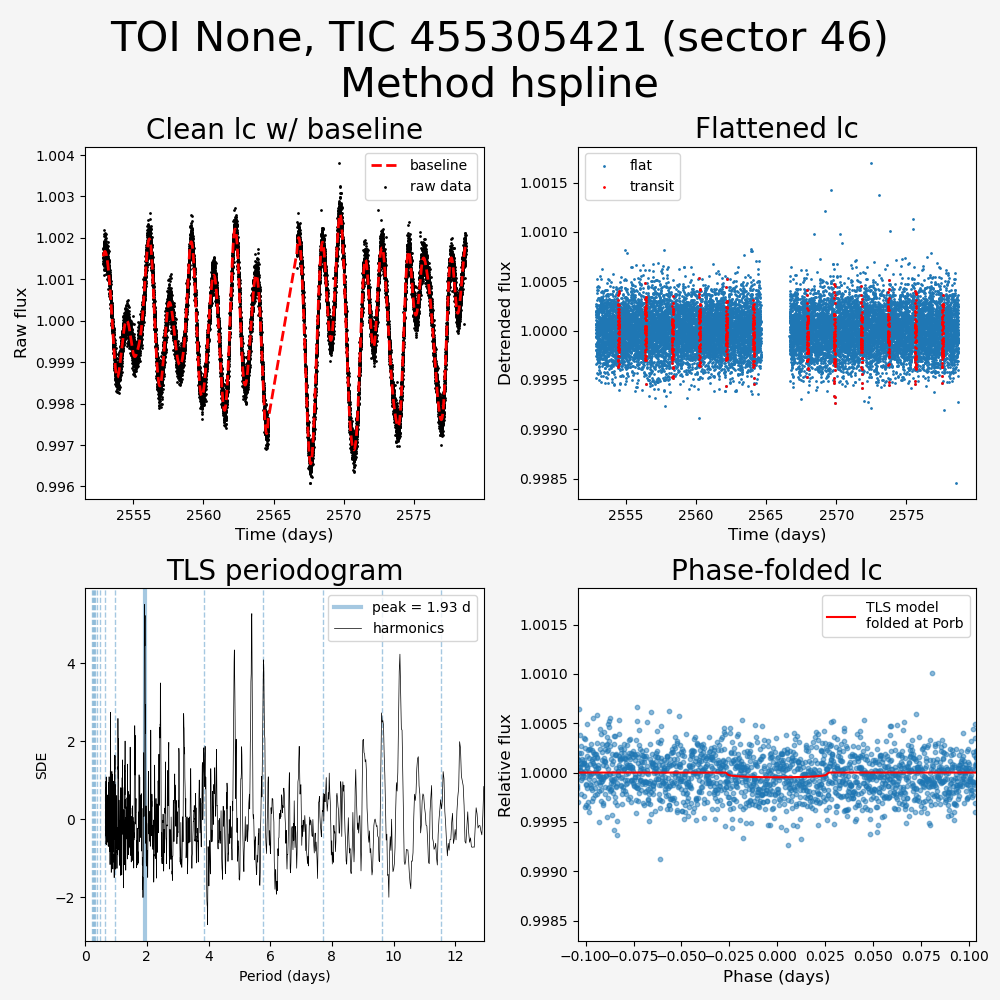 TOI None, TIC 455305421 (sector 46)
Method hspline
Clean lc w/ baseline
baseline
raw data
1.004
1.003
1.002
1.001
1.000
0.999
0.998
0.997
0.996
Raw flux
2555
2560
2565
2570
2575
Time (days)
Flattened lc
flat
transit
1.0015
1.0010
1.0005
1.0000
0.9995
0.9990
0.9985
Detrended flux
2555
2560
2565
2570
2575
Time (days)
TLS periodogram
peak = 1.93 d
harmonics
4
2
0
−2
SDE
0
2
4
6
8
10
12
Period (days)
Phase-folded lc
TLS model
folded at Porb
1.0015
1.0010
1.0005
1.0000
0.9995
0.9990
0.9985
Relative flux
−0.100
−0.075
−0.050
−0.025
0.000
0.025
0.050
0.075
0.100
Phase (days)